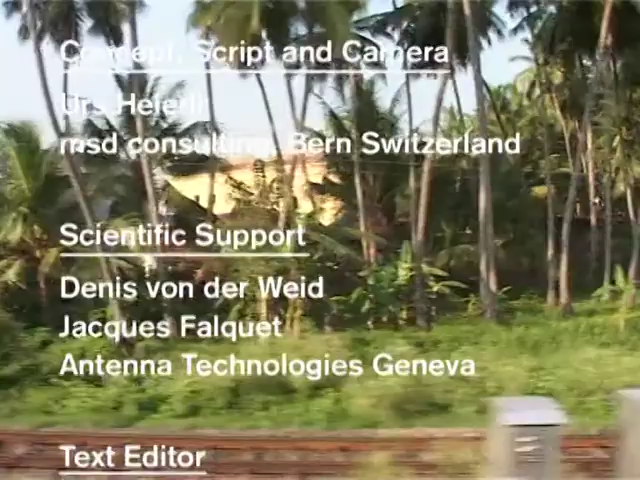 Concept, Script and Camera
Urs Heierli
msd consulting, Bern Switzerland
Scientific Support
Denis von der Weid
Jacques Falquet
Antenna Technologies Geneva
Text Editor